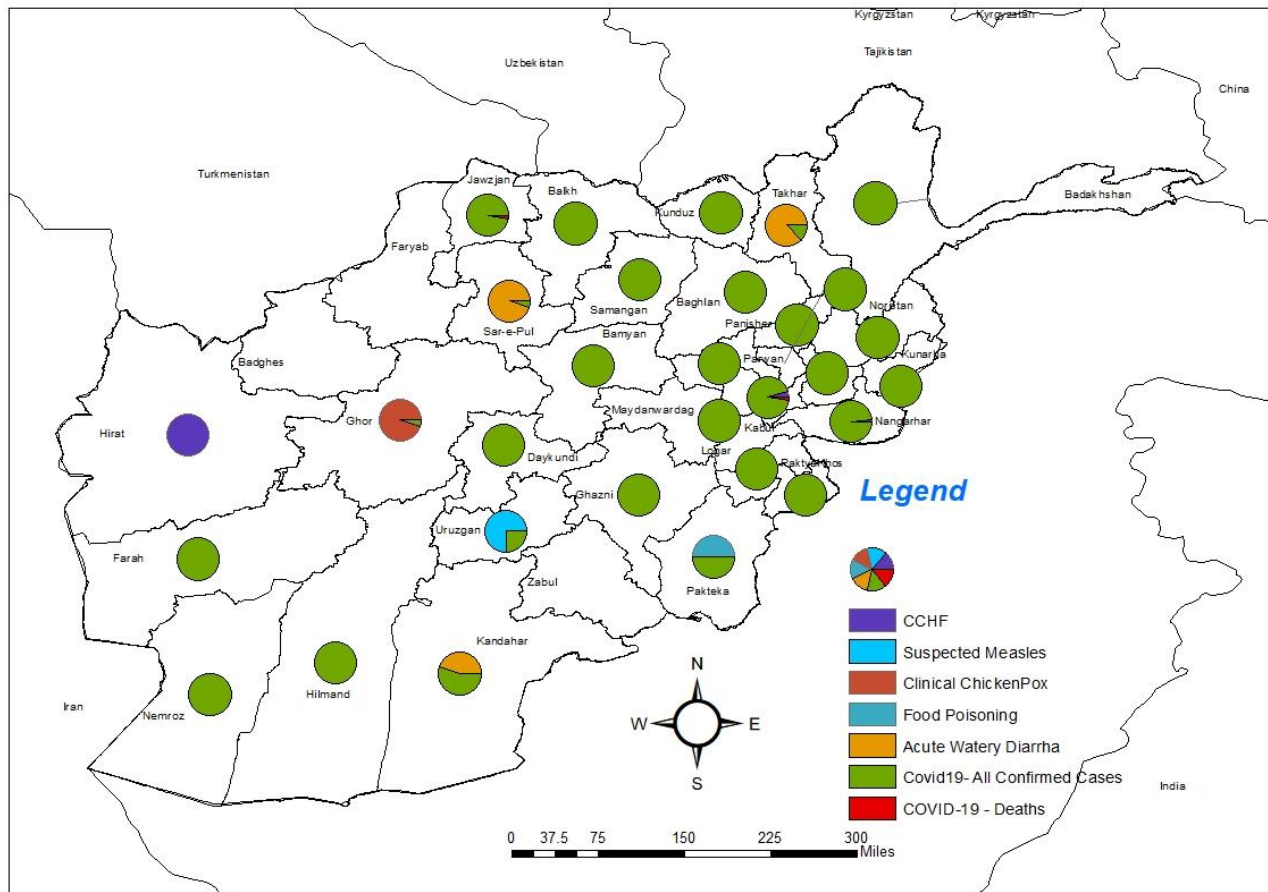 Kyrgyzstan
Kyrgyzstan
Tajikistan
Uzbekistan
China
Turkmenistan
Jawzjan
Balkh
Kunduz
Takhar
Badakhshan
Faryab
Samangan
Baghlan
Norøtan
Sar-e-Pul
Panisher
Bamyan
Kunarha
Badghes
Parwan
Maydanwardag
Ghor
Kabul
Nangarhar
Hirat
Logar
Daykundi
PaktyaKhos
Ghazni
Legend
Uruzgan
Farah
Zabul
Pakteka
CCHF
Kandahar
Suspected Measles
N
Clinical ChickenPox
Hilmand
Iran
Nemroz
Food Poisoning
W
E
Acute Watery Diarrha
S
Covid19- All Confirmed Cases
India
COVID-19 - Deaths
0 37.5 75 150 225 300
Miles